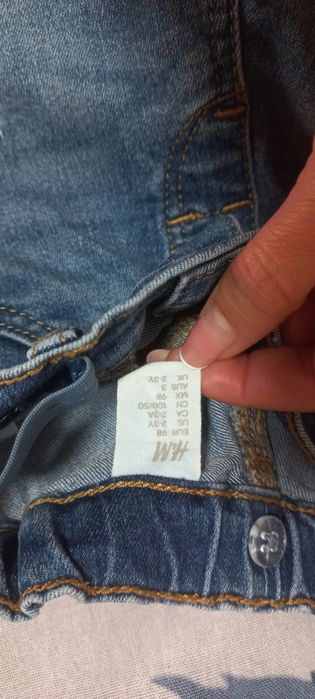 H&M
EUR 98
US 2-3Y
CA 2-3A
CN 100/50
MX 98
AUS 3
UK 2-3Y